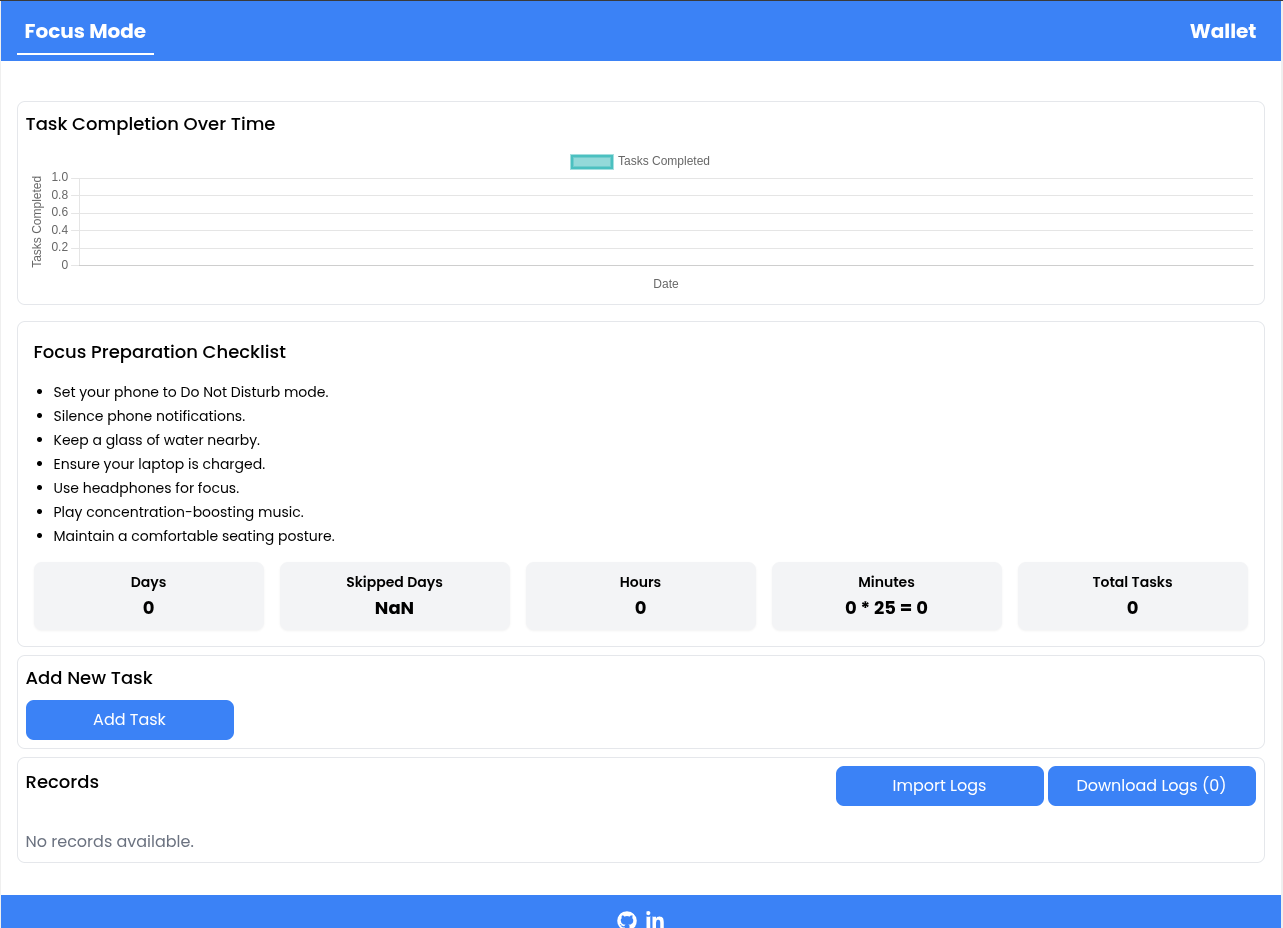 Focus Mode
Wallet
Task Completion Over Time
Tasks Completed
Tasks Completed
1.0
0.8
0.6
0.4
0.2
0
Date
Focus Preparation Checklist
Set your phone to Do Not Disturb mode.
Silence phone notifications.
Keep a glass of water nearby.
Ensure your laptop is charged.
Use headphones for focus.
Play concentration-boosting music.
Maintain a comfortable seating posture.
Days
0
Skipped Days
NaN
Hours
0
Minutes
0 * 25 = 0
Total Tasks
0
Add New Task
Add Task
Records
Import Logs
Download Logs (0)
No records available.
in